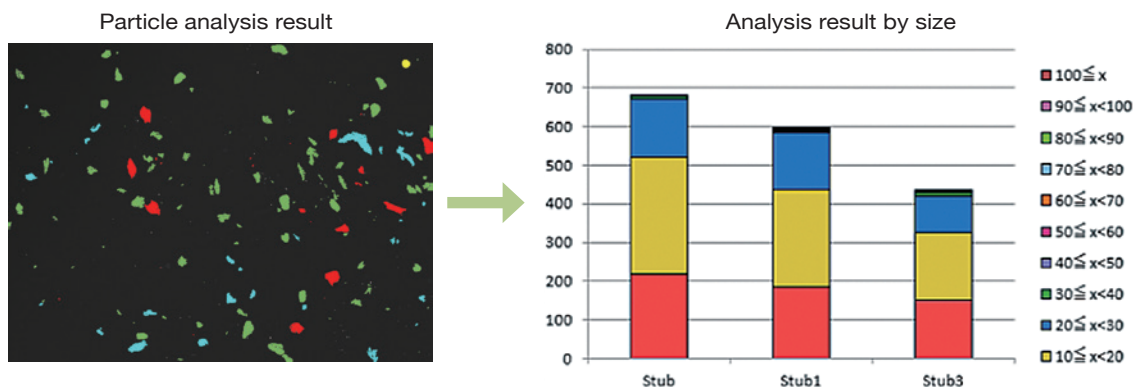 Particle analysis result
Analysis result by size
800
700
600
500
400
300
200
100
0
Stub
Stub1
Stub3
100≦ x
90≦ x<100
80≦ x<90
70≦ x<80
60≦ x<70
50≦ x<60
40≦ x<50
30≦ x<40
20≦ x<30
10≦ x<20